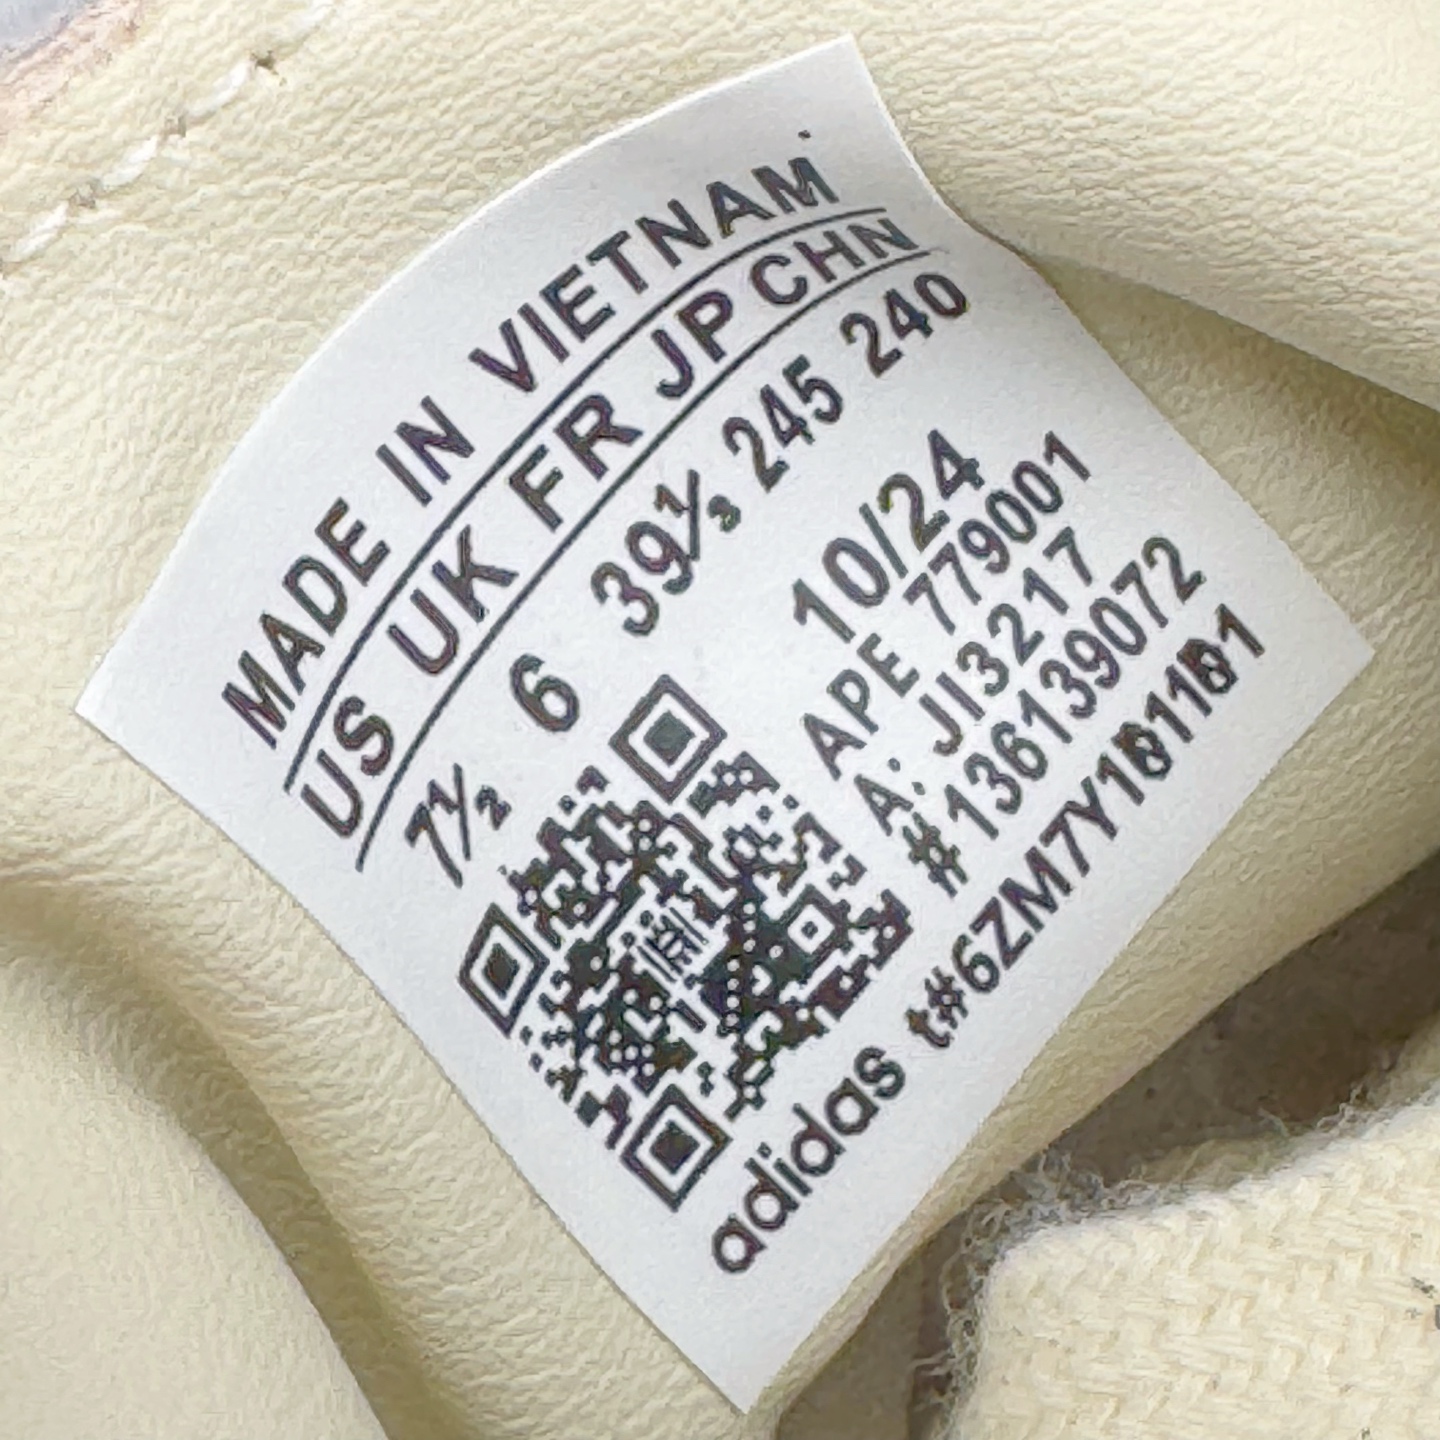 MADE IN VIETNAM
US UK FR JP CHN
7½ 6 39⅓ 245 240
10/24
APE 779001
A: JI3217
#136139072
adidas